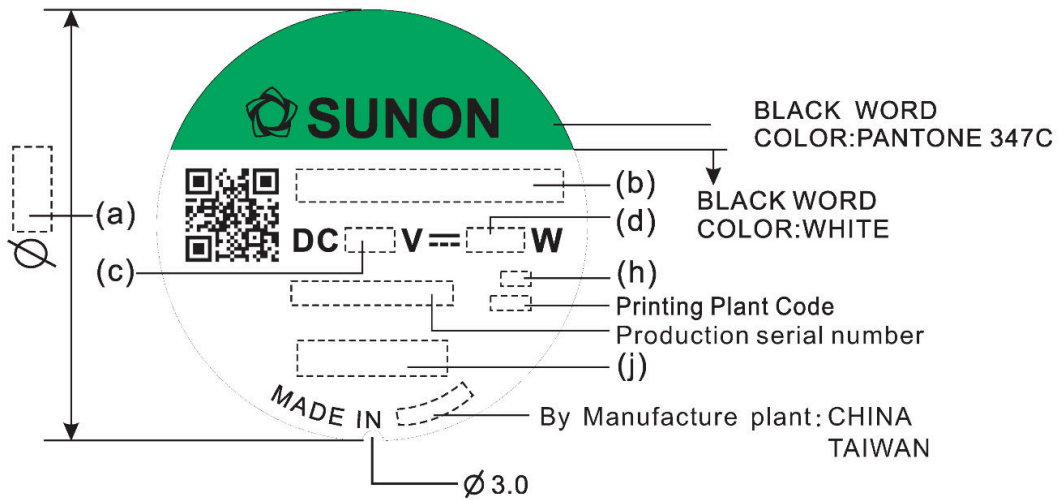 SUNON
BLACK WORD
COLOR:PANTONE 347C
(a)
(b)
BLACK WORD
COLOR:WHITE
DC V W
(d)
(c)
(h)
Printing Plant Code
Production serial number
(j)
MADE IN
By Manufacture plant: CHINA
TAIWAN
Ø
Ø 3.0